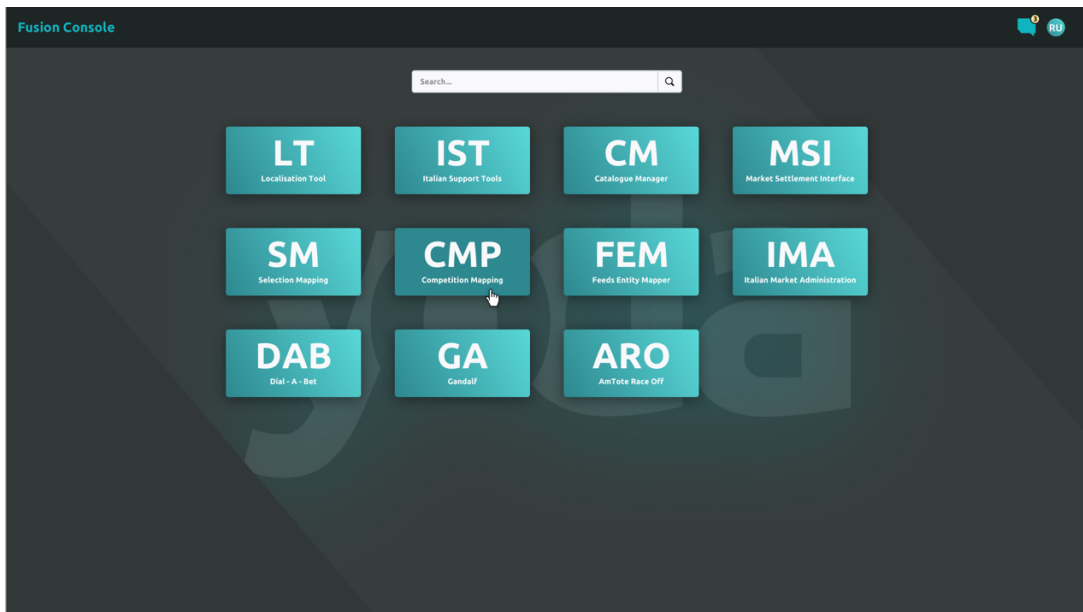 Fusion Console
3
RU
Search...
LT
Localisation Tool
IST
Italian Support Tools
CM
Catalogue Manager
MSI
Market Settlement Interface
SM
Selection Mapping
CMP
Competition Mapping
FEM
Feeds Entity Mapper
IMA
Italian Market Administration
DAB
Dial - A - Bet
GA
Gandalf
ARO
AmTote Race Off
yoda